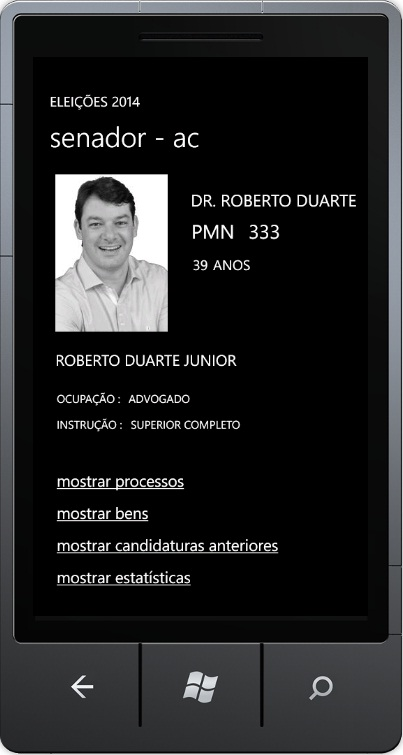 ELEIÇÕES 2014
senador - ac
DR. ROBERTO DUARTE
PMN 333
39 ANOS
ROBERTO DUARTE JUNIOR
OCUPAÇÃO : ADVOGADO
INSTRUÇÃO : SUPERIOR COMPLETO
mostrar processos
mostrar bens
mostrar candidaturas anteriores
mostrar estatísticas